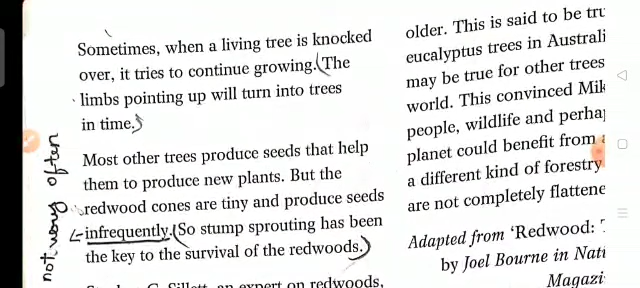 Sometimes, when a living tree is knocked
over, it tries to continue growing. (The
limbs pointing up will turn into trees
in time.)
Most other trees produce seeds that help
them to produce new plants. But the
redwood cones are tiny and produce seeds
infrequently. (So stump sprouting has been
the key to the survival of the redwoods.)
not very often
older. This is said to be
eucalyptus trees in
may be true for other trees
world. This convinced
people, wildlife and
planet could benefit from
a different kind of forestry
are not completely
Adapted from 'Redwood:
by Joel Bourne in